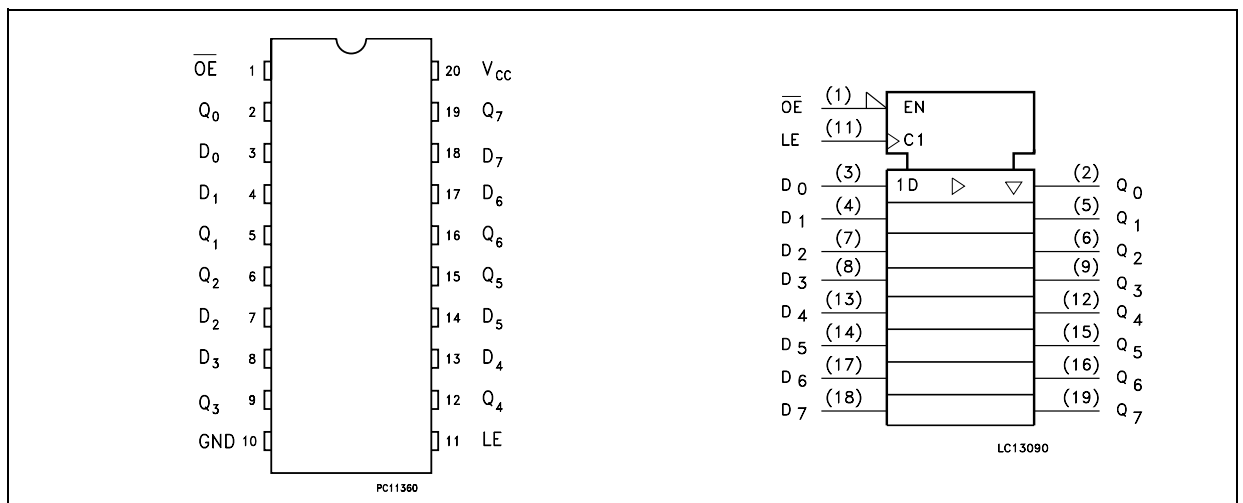 OE 1 20 VCC
Q0 2 19 Q7
D0 3 18 D7
D1 4 17 D6
Q1 5 16 Q6
Q2 6 15 Q5
D2 7 14 D5
D3 8 13 D4
Q3 9 12 Q4
GND 10 11 LE
PC11360
OE (1) EN
LE (11) C1
D0 (3) 1D (2) Q0
D1 (4) (5) Q1
D2 (7) (6) Q2
D3 (8) (9) Q3
D4 (13) (12) Q4
D5 (14) (15) Q5
D6 (17) (16) Q6
D7 (18) (19) Q7
LC13090